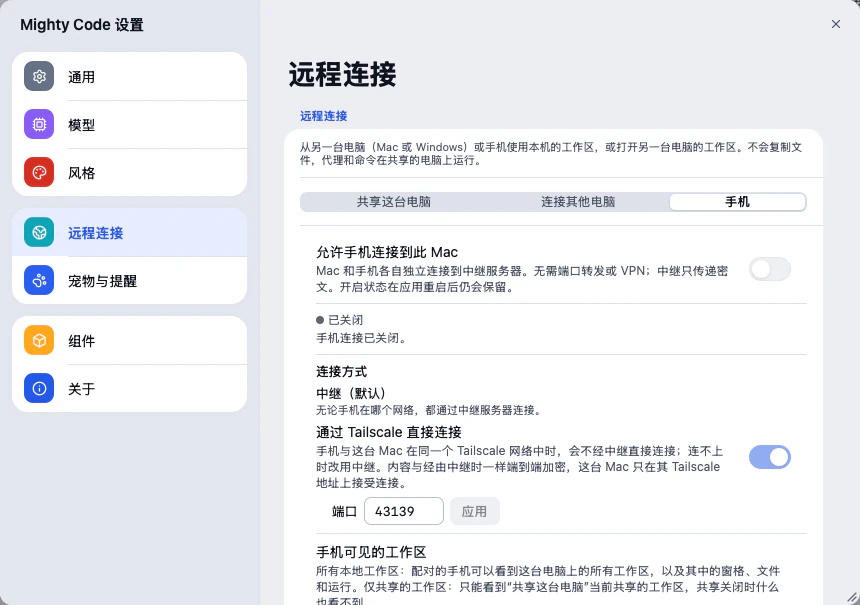 Mighty Code 设置
通用
模型
风格
远程连接
宠物与提醒
组件
关于
远程连接
远程连接
从另一台电脑（Mac 或 Windows）或手机使用本机的工作区，或打开另一台电脑的工作区。不会复制文
件，代理和命令在共享的电脑上运行。
共享这台电脑 连接其他电脑 手机
允许手机连接到此 Mac
Mac 和手机各自独立连接到中继服务器。无需端口转发或 VPN；中继只传递密
文。开启状态在应用重启后仍会保留。
已关闭
手机连接已关闭。
连接方式
中继（默认）
无论手机在哪个网络，都通过中继服务器连接。
通过 Tailscale 直接连接
手机与这台 Mac 在同一个 Tailscale 网络中时，会不经中继直接连接；连不上
时改用中继。内容与经由中继时一样端到端加密，这台 Mac 只在其 Tailscale
地址上接受连接。
端口 43139 应用
手机可见的工作区
所有本地工作区：配对的手机可以看到这台电脑上的所有工作区，以及其中的窗格、文件
和运行。仅共享的工作区：只能看到“共享这台电脑”当前共享的工作区，共享关闭时什么
也看不到